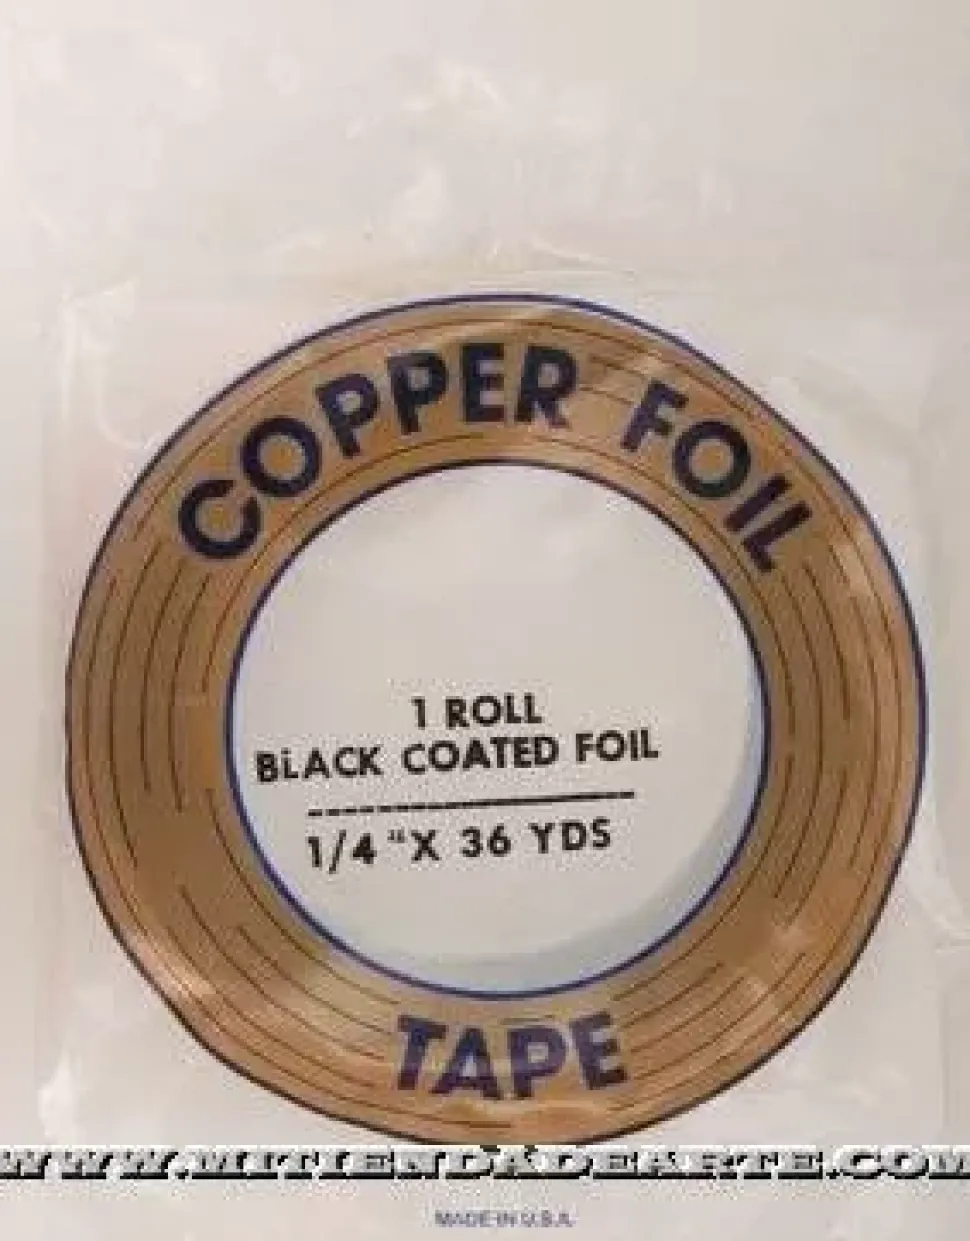 COPPER FOIL
1 ROLL
BLACK COATED FOIL
1/4 "X 36 YDS
TAPE
WWW.MITIENDADEARTE.COM
MADE IN U.S.A.